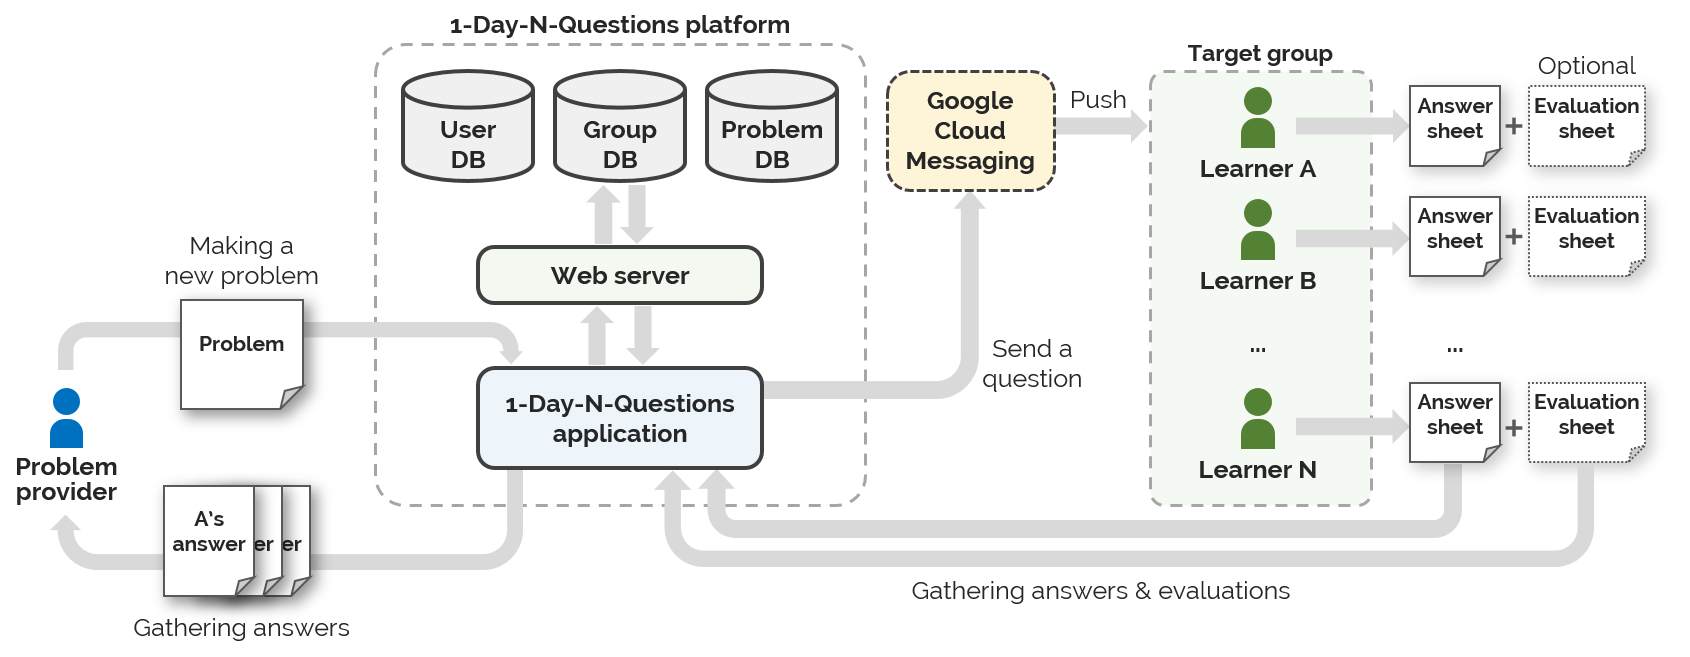 1-Day-N-Questions platform
User
DB
Group
DB
Problem
DB
Web server
1-Day-N-Questions
application
Making a
new problem
Problem
Problem
provider
A's
answer
er
er
Gathering answers
Google
Cloud
Messaging
Push
Send a
question
Target group
Learner A
Learner B
...
Learner N
Optional
Answer
sheet
+
Evaluation
sheet
Answer
sheet
+
Evaluation
sheet
...
Answer
sheet
+
Evaluation
sheet
Gathering answers & evaluations